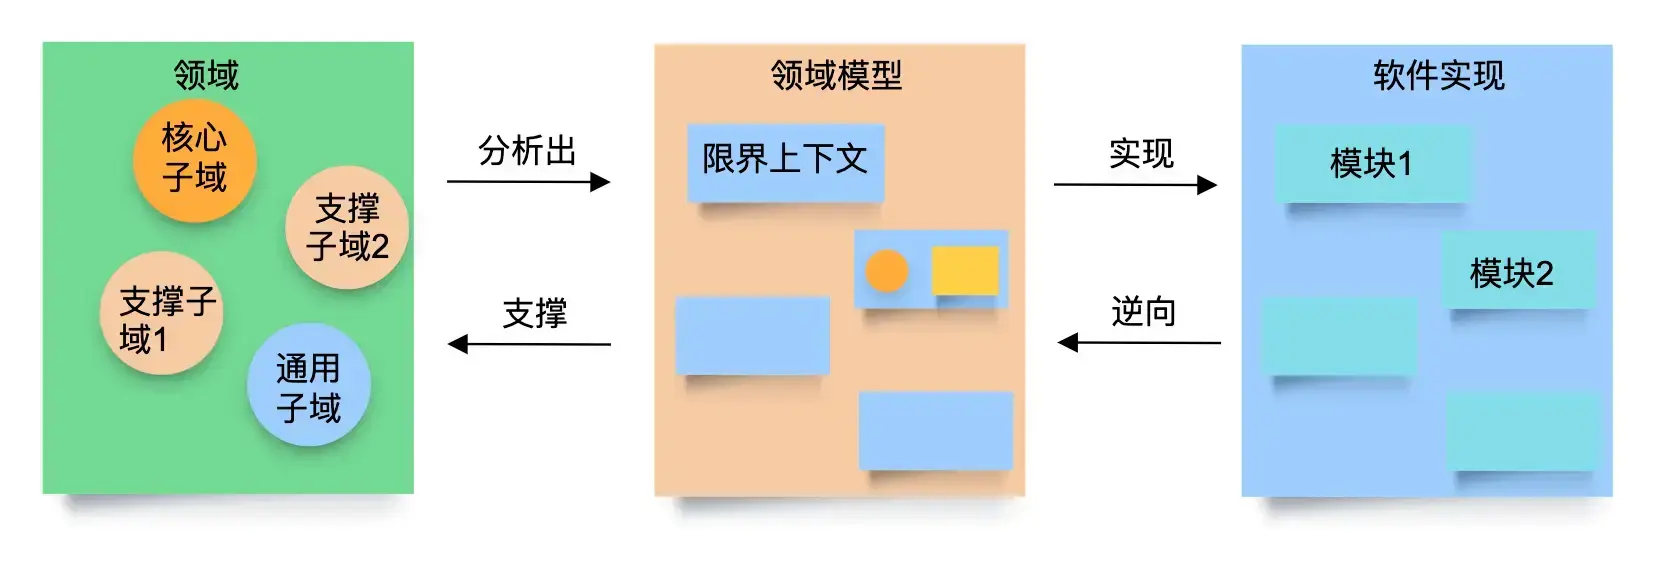 领域
核心
子域
支撑
子域2
支撑子
域1
通用
子域
分析出
支撑
领域模型
限界上下文
实现
逆向
软件实现
模块1
模块2